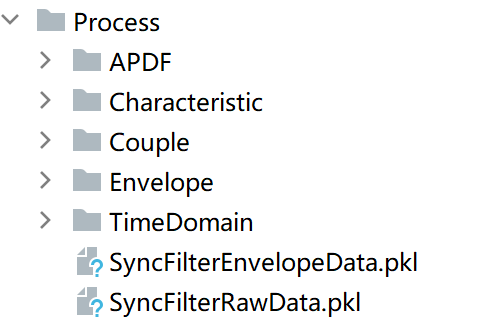 Process
APDF
Characteristic
Couple
Envelope
TimeDomain
SyncFilterEnvelopeData.pkl
SyncFilterRawData.pkl